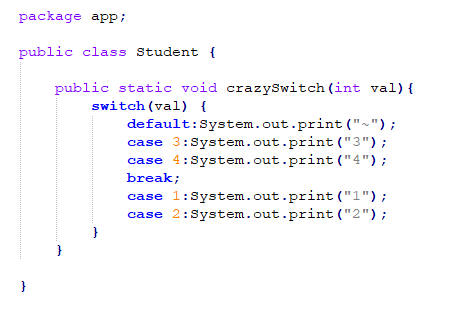 package app;
public class Student {
public static void crazySwitch(int val){
switch(val) {
default:System.out.print("~");
case 3:System.out.print("3");
case 4:System.out.print("4");
break;
case 1:System.out.print("1");
case 2:System.out.print("2");
}
}
}